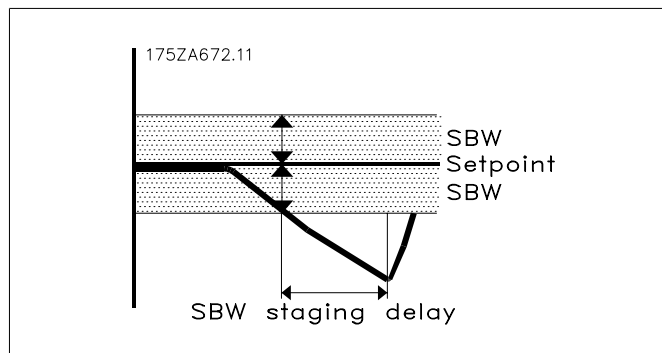 175ZA672.11
SBW
Setpoint
SBW
SBW staging delay